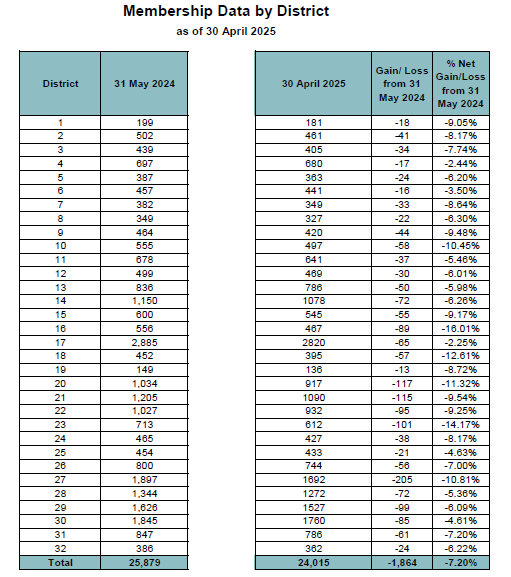 Membership Data by District
as of 30 April 2025
District 31 May 2024 30 April 2025 Gain/ Loss from 31 May 2024 % Net Gain/Loss from 31 May 2024
1 199 181 -18 -9.05%
2 502 461 -41 -8.17%
3 439 405 -34 -7.74%
4 697 680 -17 -2.44%
5 387 363 -24 -6.20%
6 457 441 -16 -3.50%
7 382 349 -33 -8.64%
8 349 327 -22 -6.30%
9 464 420 -44 -9.48%
10 555 497 -58 -10.45%
11 678 641 -37 -5.46%
12 499 469 -30 -6.01%
13 836 786 -50 -5.98%
14 1,150 1078 -72 -6.26%
15 600 545 -55 -9.17%
16 556 467 -89 -16.01%
17 2,885 2820 -65 -2.25%
18 452 395 -57 -12.61%
19 149 136 -13 -8.72%
20 1,034 917 -117 -11.32%
21 1,205 1090 -115 -9.54%
22 1,027 932 -95 -9.25%
23 713 612 -101 -14.17%
24 465 427 -38 -8.17%
25 454 433 -21 -4.63%
26 800 744 -56 -7.00%
27 1,897 1692 -205 -10.81%
28 1,344 1272 -72 -5.36%
29 1,626 1527 -99 -6.09%
30 1,845 1760 -85 -4.61%
31 847 786 -61 -7.20%
32 386 362 -24 -6.22%
Total 25,879 24,015 -1,864 -7.20%